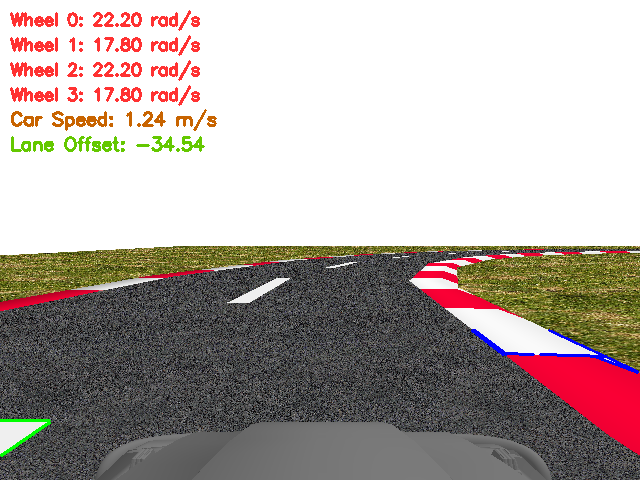 Wheel 0: 22.20 rad/s
Wheel 1: 17.80 rad/s
Wheel 2: 22.20 rad/s
Wheel 3: 17.80 rad/s
Car Speed: 1.24 m/s
Lane Offset: -34.54